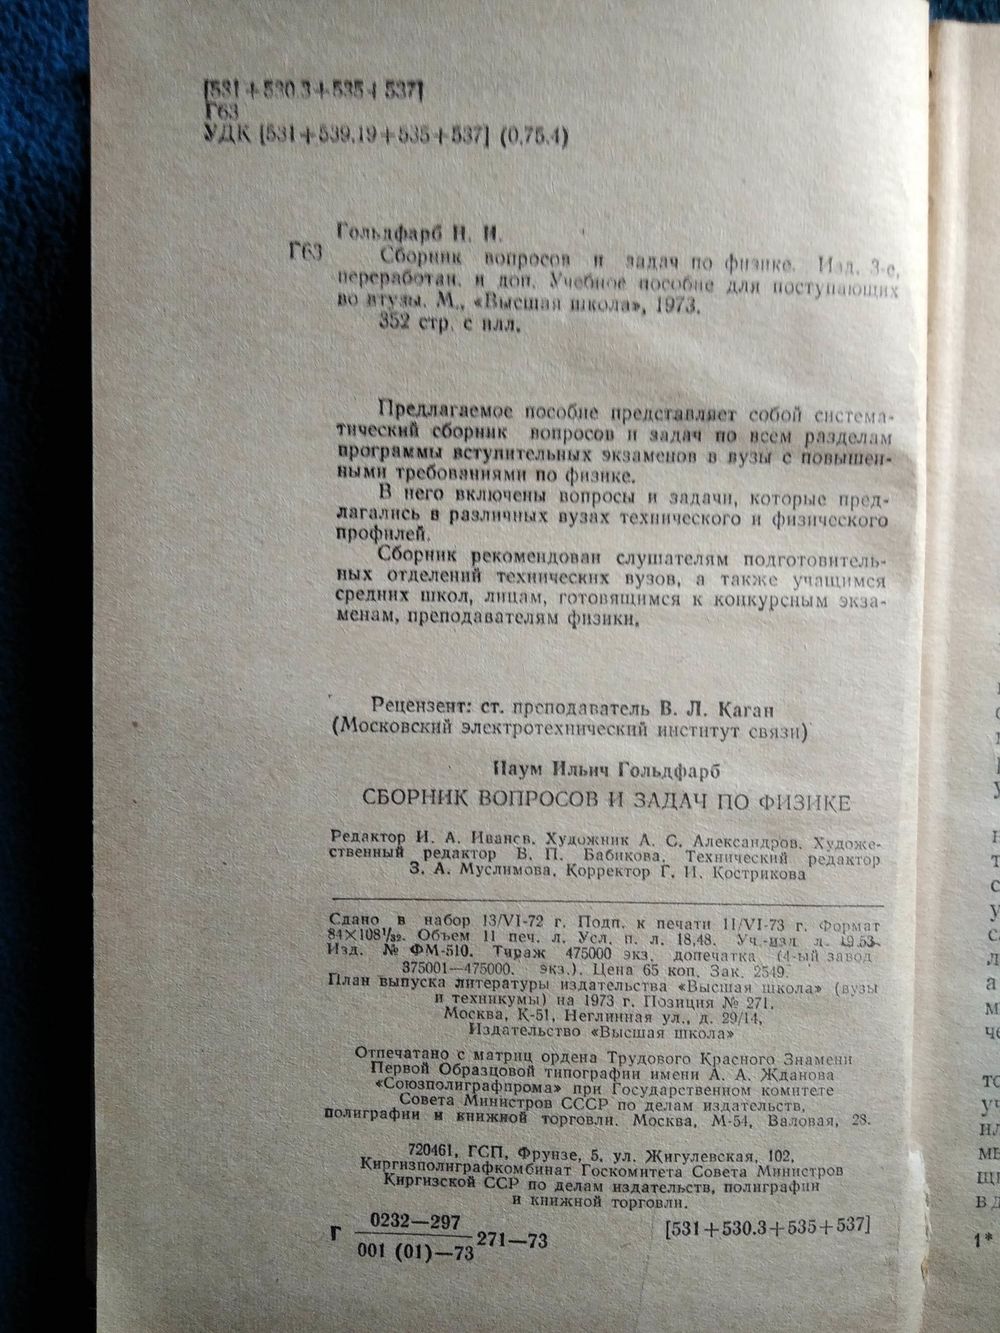 [531+530.3+535+537]
Г63
УДК [531+539.19+535+537] (0,75.4)
Гольдфарб Н. И.
Г63 Сборник вопросов и задач по физике. Изд. 3-е,
переработан. и доп. Учебное пособие для поступающих
во втузы. М., «Высшая школа», 1973.
352 стр. с илл.
Предлагаемое пособие представляет собой система-
тический сборник вопросов и задач по всем разделам
программы вступительных экзаменов в вузы с повышен-
ными требованиями по физике.
В него включены вопросы и задачи, которые пред-
лагались в различных вузах технического и физического
профилей.
Сборник рекомендован слушателям подготовитель-
ных отделений технических вузов, а также учащимся
средних школ, лицам, готовящимся к конкурсным экза-
менам, преподавателям физики.
Рецензент: ст. преподаватель В. Л. Каган
(Московский электротехнический институт связи)
Наум Ильич Гольдфарб
СБОРНИК ВОПРОСОВ И ЗАДАЧ ПО ФИЗИКЕ
Редактор И. А. Иванов. Художник А. С. Александров. Художе-
ственный редактор В. П. Бабикова. Технический редактор
З. А. Муслимова. Корректор Г. И. Кострикова
Сдано в набор 13/VI-72 г. Подп. к печати 11/VI-73 г. Формат
84×108¹/₃₂. Объем 11 печ. л. Усл. п. л. 18,48. Уч.-изд л. 19.53.
Изд. № ФМ-510. Тираж 475000 экз. допечатка (4-ый завод
375001—475000. экз.). Цена 65 коп. Зак. 2549.
План выпуска литературы издательства «Высшая школа» (вузы
и техникумы) на 1973 г. Позиция № 271.
Москва, К-51, Неглинная ул., д. 29/14,
Издательство «Высшая школа»
Отпечатано с матриц ордена Трудового Красного Знамени
Первой Образцовой типографии имени А. А. Жданова
«Союзполиграфпрома» при Государственном комитете
Совета Министров СССР по делам издательств,
полиграфии и книжной торговли. Москва, М-54, Валовая, 28.
720461, ГСП, Фрунзе, 5, ул. Жигулевская, 102,
Киргизполиграфкомбинат Госкомитета Совета Министров
Киргизской ССР по делам издательств, полиграфии
и книжной торговли.
Г 0232—297
001 (01)—73 271—73 [531+530.3+535+537]
1*